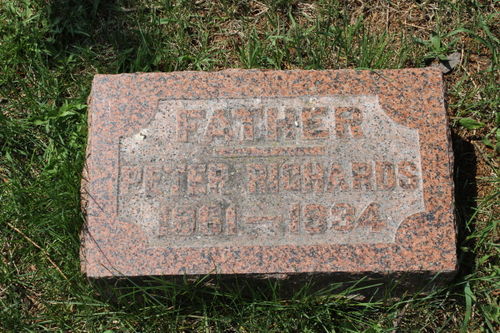 FATHER
PETER RICHARDS
1861-1934